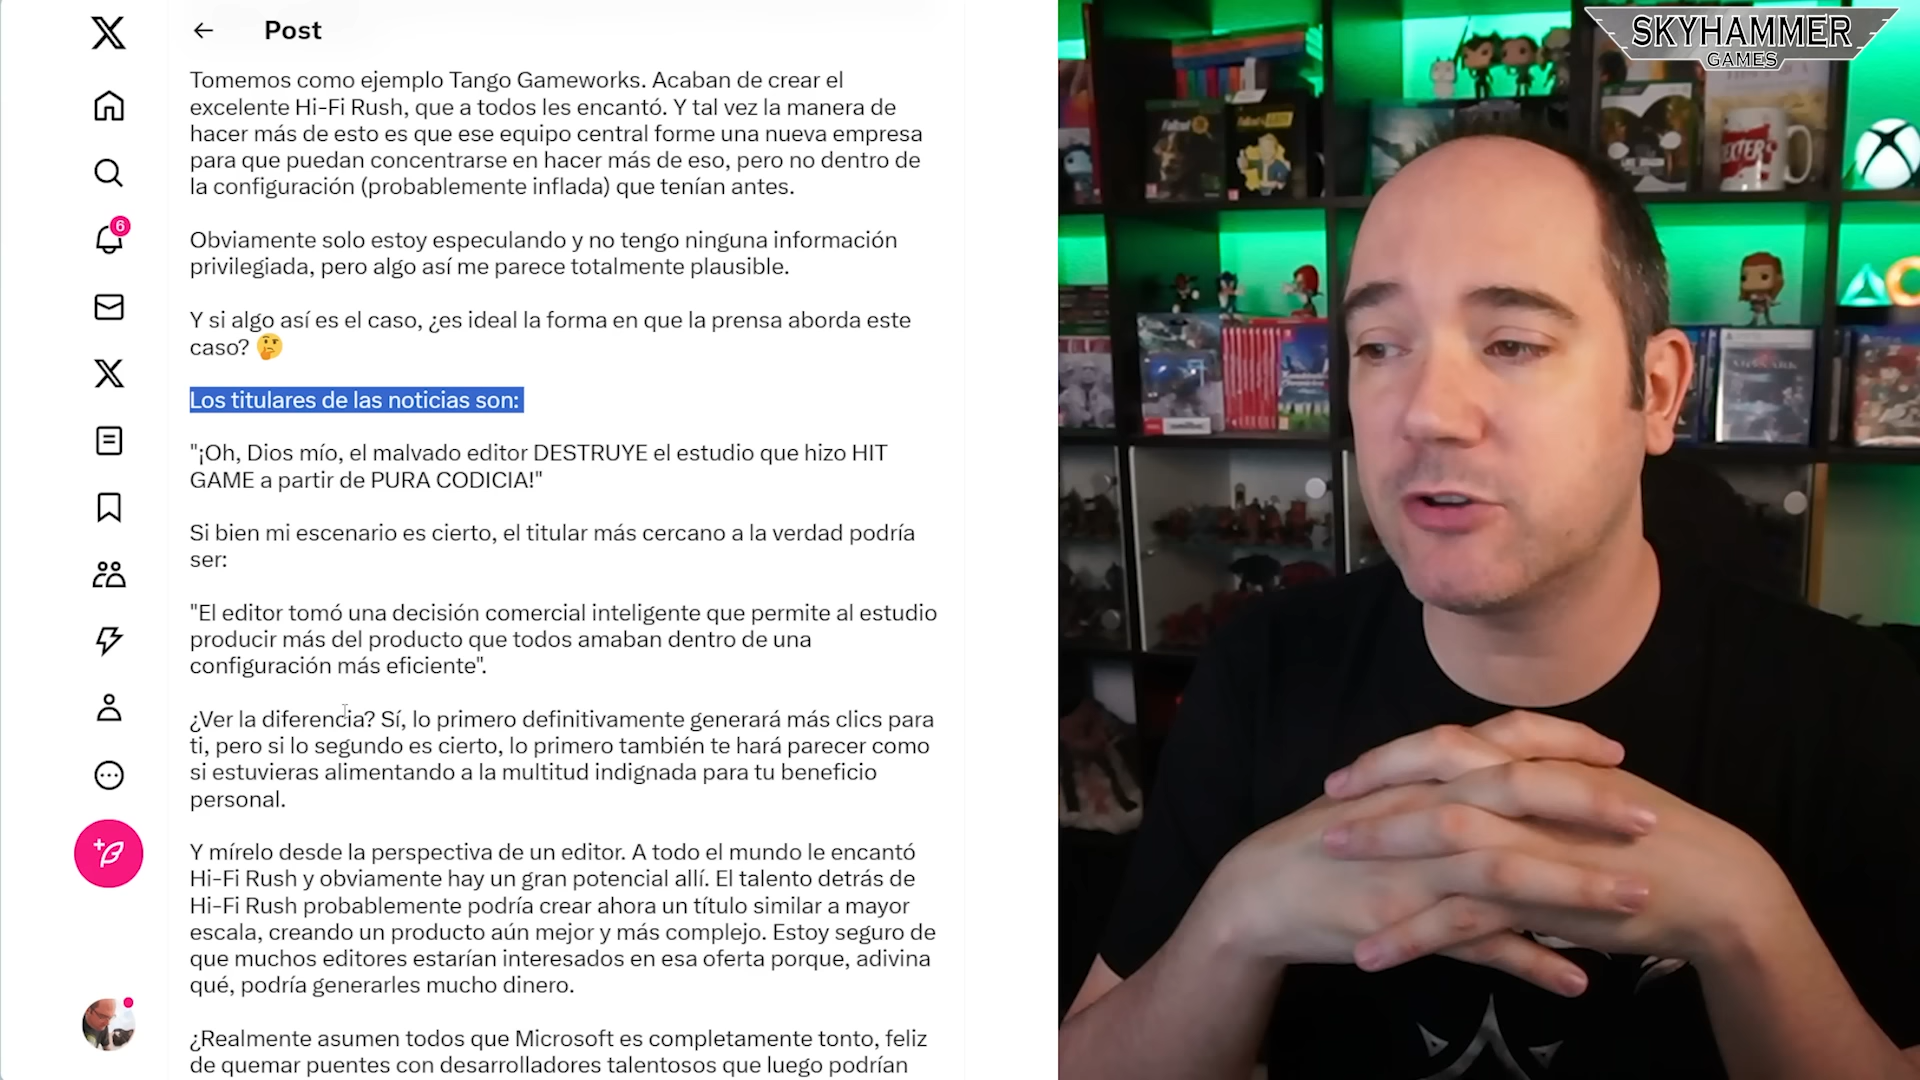 Post
SKYHAMMER
GAMES
Tomemos como ejemplo Tango Gameworks. Acaban de crear el
excelente Hi-Fi Rush, que a todos les encantó. Y tal vez la manera de
hacer más de esto es que ese equipo central forme una nueva empresa
para que puedan concentrarse en hacer más de eso, pero no dentro de
la configuración (probablemente inflada) que tenían antes.
Obviamente solo estoy especulando y no tengo ninguna información
privilegiada, pero algo así me parece totalmente plausible.
Y si algo así es el caso, ¿es ideal la forma en que la prensa aborda este
caso? 🤔
Los titulares de las noticias son:
"¡Oh, Dios mío, el malvado editor DESTRUYE el estudio que hizo HIT
GAME a partir de PURA CODICIA!"
Si bien mi escenario es cierto, el titular más cercano a la verdad podría
ser:
"El editor tomó una decisión comercial inteligente que permite al estudio
producir más del producto que todos amaban dentro de una
configuración más eficiente".
¿Ver la diferencia? Sí, lo primero definitivamente generará más clics para
ti, pero si lo segundo es cierto, lo primero también te hará parecer como
si estuvieras alimentando a la multitud indignada para tu beneficio
personal.
Y mírelo desde la perspectiva de un editor. A todo el mundo le encantó
Hi-Fi Rush y obviamente hay un gran potencial allí. El talento detrás de
Hi-Fi Rush probablemente podría crear ahora un título similar a mayor
escala, creando un producto aún mejor y más complejo. Estoy seguro de
que muchos editores estarían interesados en esa oferta porque, adivina
qué, podría generarles mucho dinero.
¿Realmente asumen todos que Microsoft es completamente tonto, feliz
de quemar puentes con desarrolladores talentosos que luego podrían
6